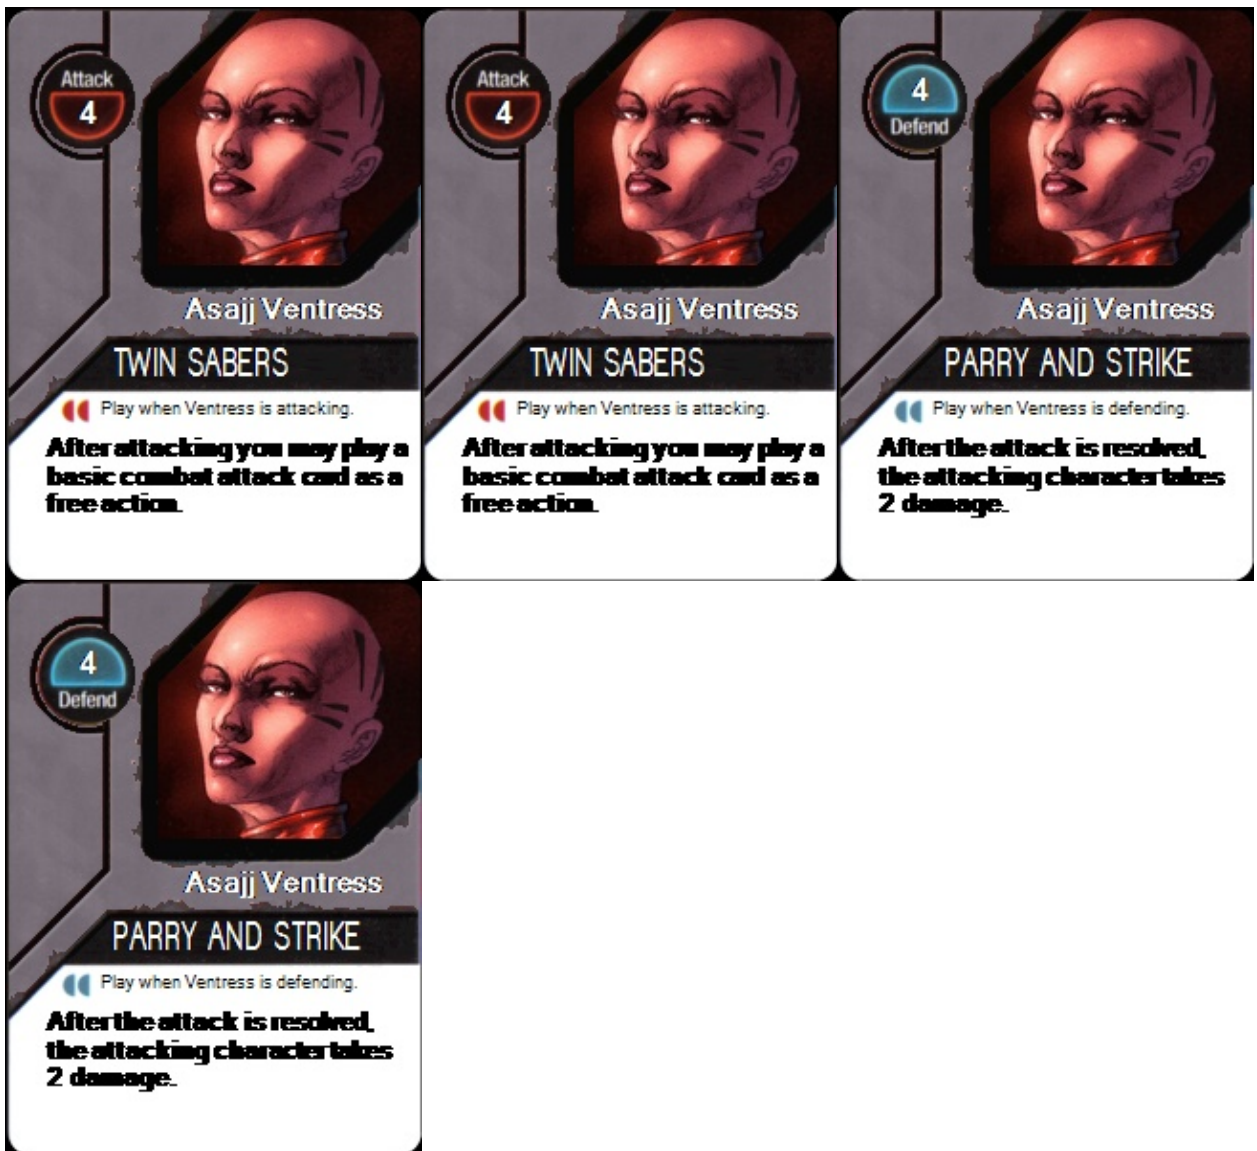 Attack
4
Asajj Ventress
TWIN SABERS
Play when Ventress is attacking.
After attacking you may play a
basic combat attack card as a
free action.
Attack
4
Asajj Ventress
TWIN SABERS
Play when Ventress is attacking.
After attacking you may play a
basic combat attack card as a
free action.
4
Defend
Asajj Ventress
PARRY AND STRIKE
Play when Ventress is defending.
After the attack is resolved,
the attacking character takes
2 damage.
4
Defend
Asajj Ventress
PARRY AND STRIKE
Play when Ventress is defending.
After the attack is resolved,
the attacking character takes
2 damage.